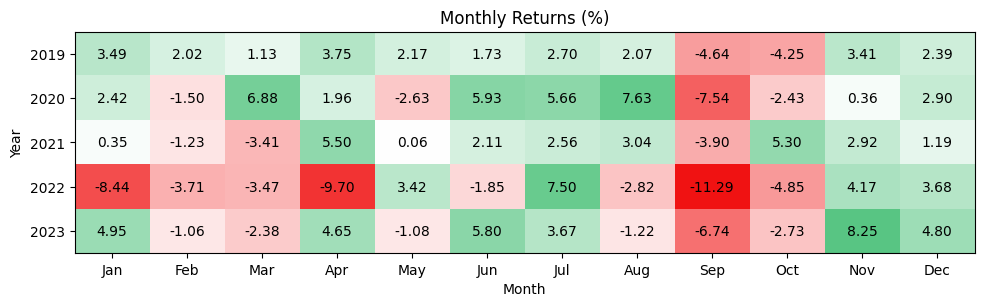 Monthly Returns (%)
Year
2019 3.49 2.02 1.13 3.75 2.17 1.73 2.70 2.07 -4.64 -4.25 3.41 2.39
2020 2.42 -1.50 6.88 1.96 -2.63 5.93 5.66 7.63 -7.54 -2.43 0.36 2.90
2021 0.35 -1.23 -3.41 5.50 0.06 2.11 2.56 3.04 -3.90 5.30 2.92 1.19
2022 -8.44 -3.71 -3.47 -9.70 3.42 -1.85 7.50 -2.82 -11.29 -4.85 4.17 3.68
2023 4.95 -1.06 -2.38 4.65 -1.08 5.80 3.67 -1.22 -6.74 -2.73 8.25 4.80
Jan Feb Mar Apr May Jun Jul Aug Sep Oct Nov Dec
Month